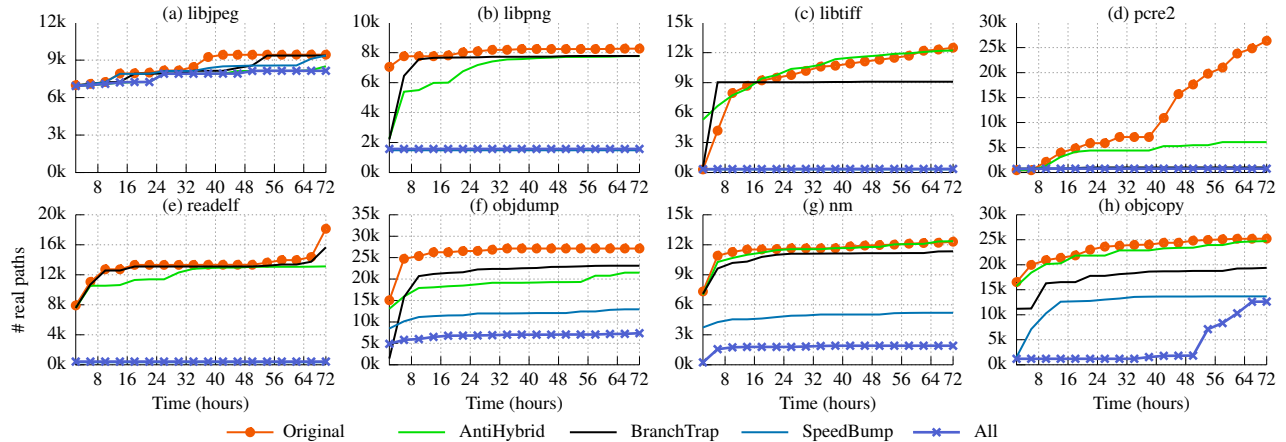 (a) libjpeg (b) libpng (c) libtiff (d) pcre2
12k 10k 15k 30k
9k 8k 12k 25k
6k 6k 9k 20k
3k 4k 6k 15k
0k 2k 3k 10k
0k 0k 5k
0k
8 16 24 32 40 48 56 64 72 8 16 24 32 40 48 56 64 72 8 16 24 32 40 48 56 64 72 8 16 24 32 40 48 56 64 72
(e) readelf (f) objdump (g) nm (h) objcopy
# real paths
20k 35k 15k 30k
16k 30k 12k 25k
12k 25k 9k 20k
8k 20k 6k 15k
4k 15k 3k 10k
0k 10k 0k 5k
5k 0k
0k
8 16 24 32 40 48 56 64 72 8 16 24 32 40 48 56 64 72 8 16 24 32 40 48 56 64 72 8 16 24 32 40 48 56 64 72
Time (hours) Time (hours) Time (hours) Time (hours)
Original AntiHybrid BranchTrap SpeedBump All